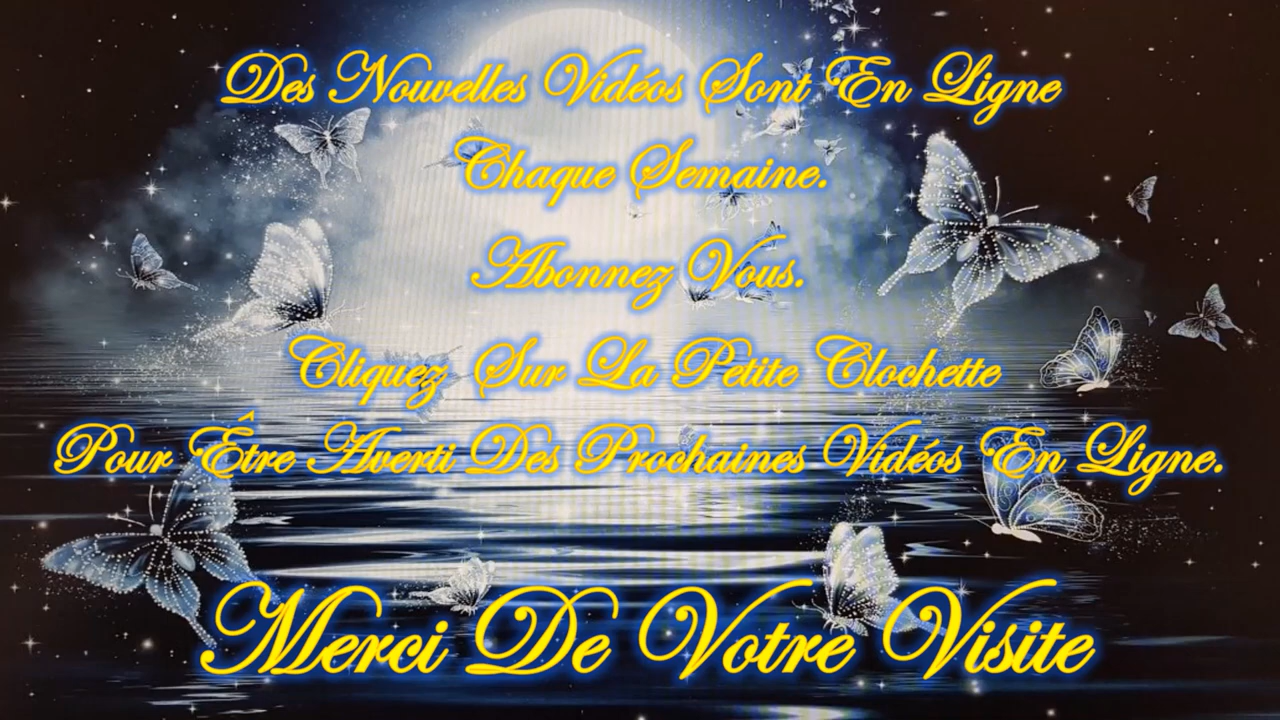 Des Nouvelles Vidéos Sont En Ligne
Chaque Semaine.
Abonnez Vous.
Cliquez Sur La Petite Clochette
Pour Être Averti Des Prochaines Vidéos En Ligne.
Merci De Votre Visite